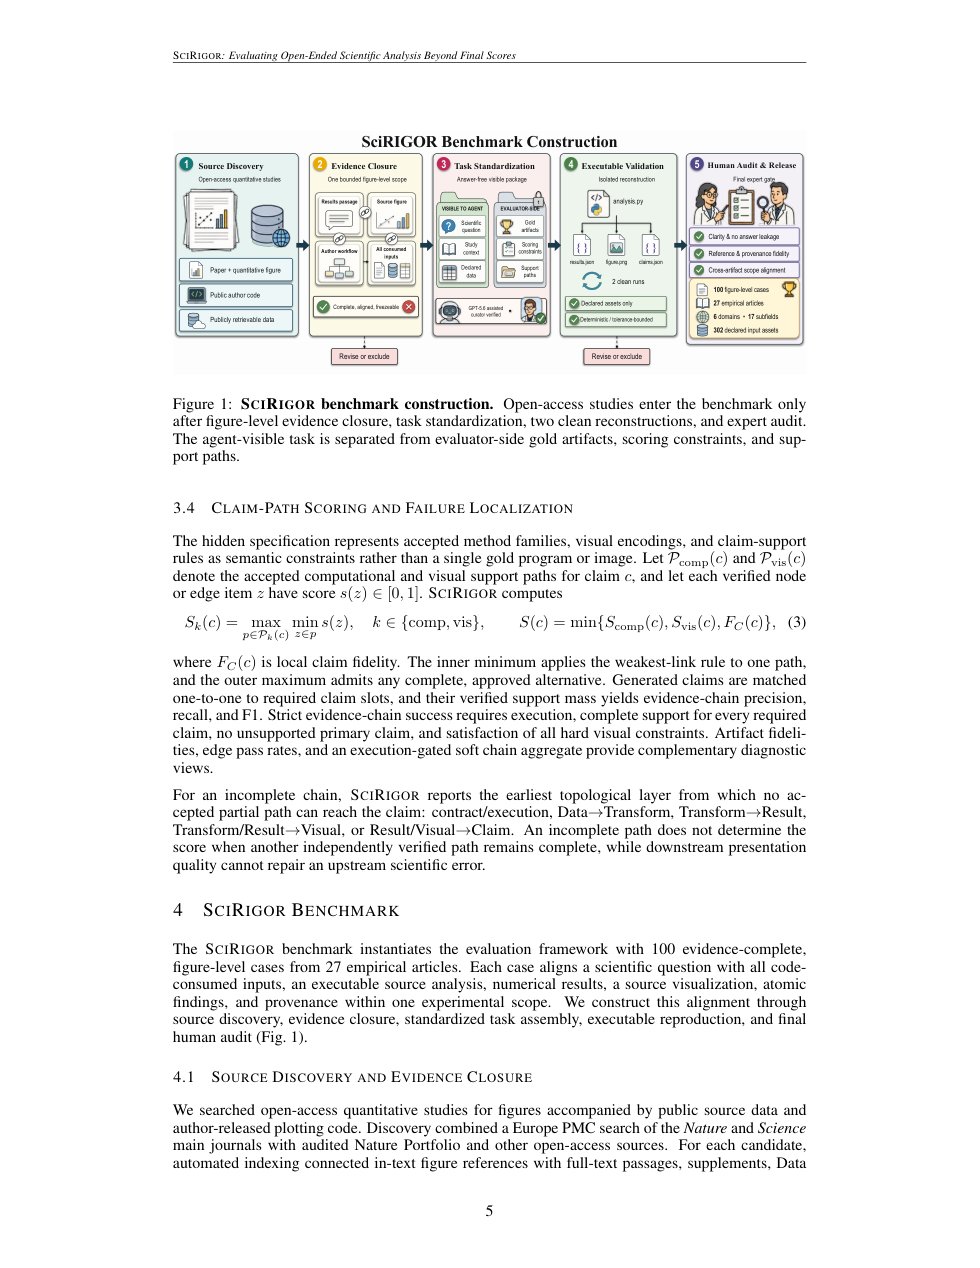 SCIRIGOR: Evaluating Open-Ended Scientific Analysis Beyond Final Scores
SciRIGOR Benchmark Construction
1 Source Discovery
Open-access quantitative studies
Paper + quantitative figure
Public author code
Publicly retrievable data
2 Evidence Closure
One bounded figure-level scope
Results passage
Source figure
Author workflow
All consumed
inputs
Complete, aligned, freezeable
Revise or exclude
3 Task Standardization
Answer-free visible package
VISIBLE TO AGENT
Scientific
question
Study
context
Declared
data
EVALUATOR-SIDE
Gold
artifacts
Scoring
constraints
Support
paths
GPT-5.6 assisted
curator verified
4 Executable Validation
Isolated reconstruction
analysis.py
results.json figure.png claims.json
2 clean runs
Declared assets only
Deterministic / tolerance-bounded
Revise or exclude
5 Human Audit & Release
Final expert gate
Clarity & no answer leakage
Reference & provenance fidelity
Cross-artifact scope alignment
100 figure-level cases
27 empirical articles
6 domains • 17 subfields
302 declared input assets
Figure 1: SCIRIGOR benchmark construction. Open-access studies enter the benchmark only
after figure-level evidence closure, task standardization, two clean reconstructions, and expert audit.
The agent-visible task is separated from evaluator-side gold artifacts, scoring constraints, and sup-
port paths.
3.4 CLAIM-PATH SCORING AND FAILURE LOCALIZATION
The hidden specification represents accepted method families, visual encodings, and claim-support
rules as semantic constraints rather than a single gold program or image. Let 𝒫comp(c) and 𝒫vis(c)
denote the accepted computational and visual support paths for claim c, and let each verified node
or edge item z have score s(z) ∈ [0, 1]. SCIRIGOR computes
Sk(c) = max p∈𝒫k(c) min z∈p s(z), k ∈ {comp, vis}, S(c) = min{Scomp(c), Svis(c), FC(c)}, (3)
where FC(c) is local claim fidelity. The inner minimum applies the weakest-link rule to one path,
and the outer maximum admits any complete, approved alternative. Generated claims are matched
one-to-one to required claim slots, and their verified support mass yields evidence-chain precision,
recall, and F1. Strict evidence-chain success requires execution, complete support for every required
claim, no unsupported primary claim, and satisfaction of all hard visual constraints. Artifact fideli-
ties, edge pass rates, and an execution-gated soft chain aggregate provide complementary diagnostic
views.
For an incomplete chain, SCIRIGOR reports the earliest topological layer from which no ac-
cepted partial path can reach the claim: contract/execution, Data→Transform, Transform→Result,
Transform/Result→Visual, or Result/Visual→Claim. An incomplete path does not determine the
score when another independently verified path remains complete, while downstream presentation
quality cannot repair an upstream scientific error.
4 SCIRIGOR BENCHMARK
The SCIRIGOR benchmark instantiates the evaluation framework with 100 evidence-complete,
figure-level cases from 27 empirical articles. Each case aligns a scientific question with all code-
consumed inputs, an executable source analysis, numerical results, a source visualization, atomic
findings, and provenance within one experimental scope. We construct this alignment through
source discovery, evidence closure, standardized task assembly, executable reproduction, and final
human audit (Fig. 1).
4.1 SOURCE DISCOVERY AND EVIDENCE CLOSURE
We searched open-access quantitative studies for figures accompanied by public source data and
author-released plotting code. Discovery combined a Europe PMC search of the Nature and Science
main journals with audited Nature Portfolio and other open-access sources. For each candidate,
automated indexing connected in-text figure references with full-text passages, supplements, Data
5